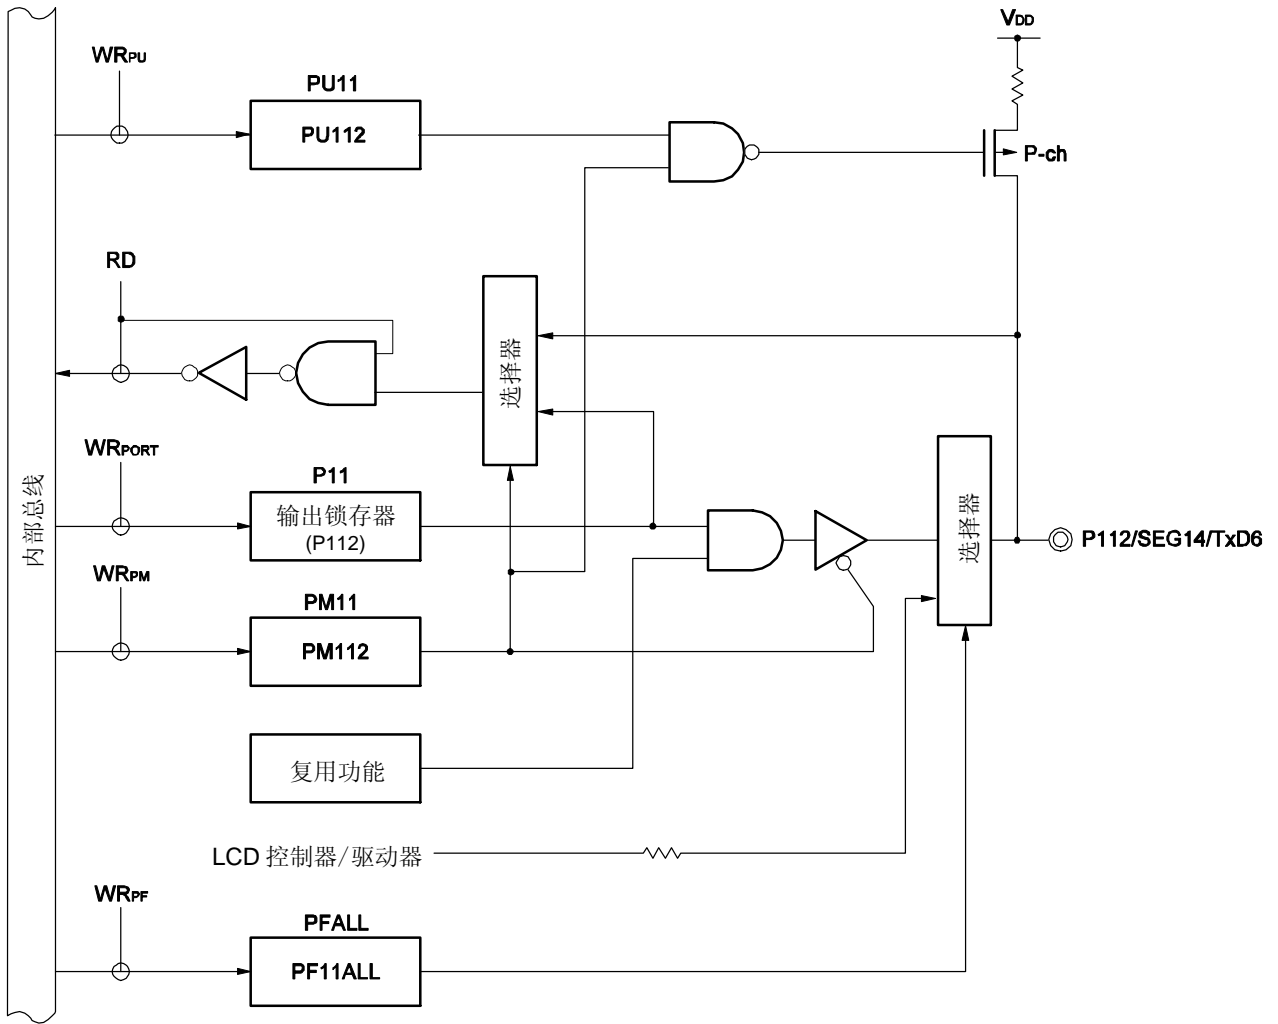 VDD
WRPU
PU11
PU112
P-ch
RD
选择器
WRPORT
P11
输出锁存器
(P112)
选择器
P112/SEG14/TxD6
内部总线
WRPM
PM11
PM112
复用功能
LCD 控制器/驱动器
WRPF
PFALL
PF11ALL